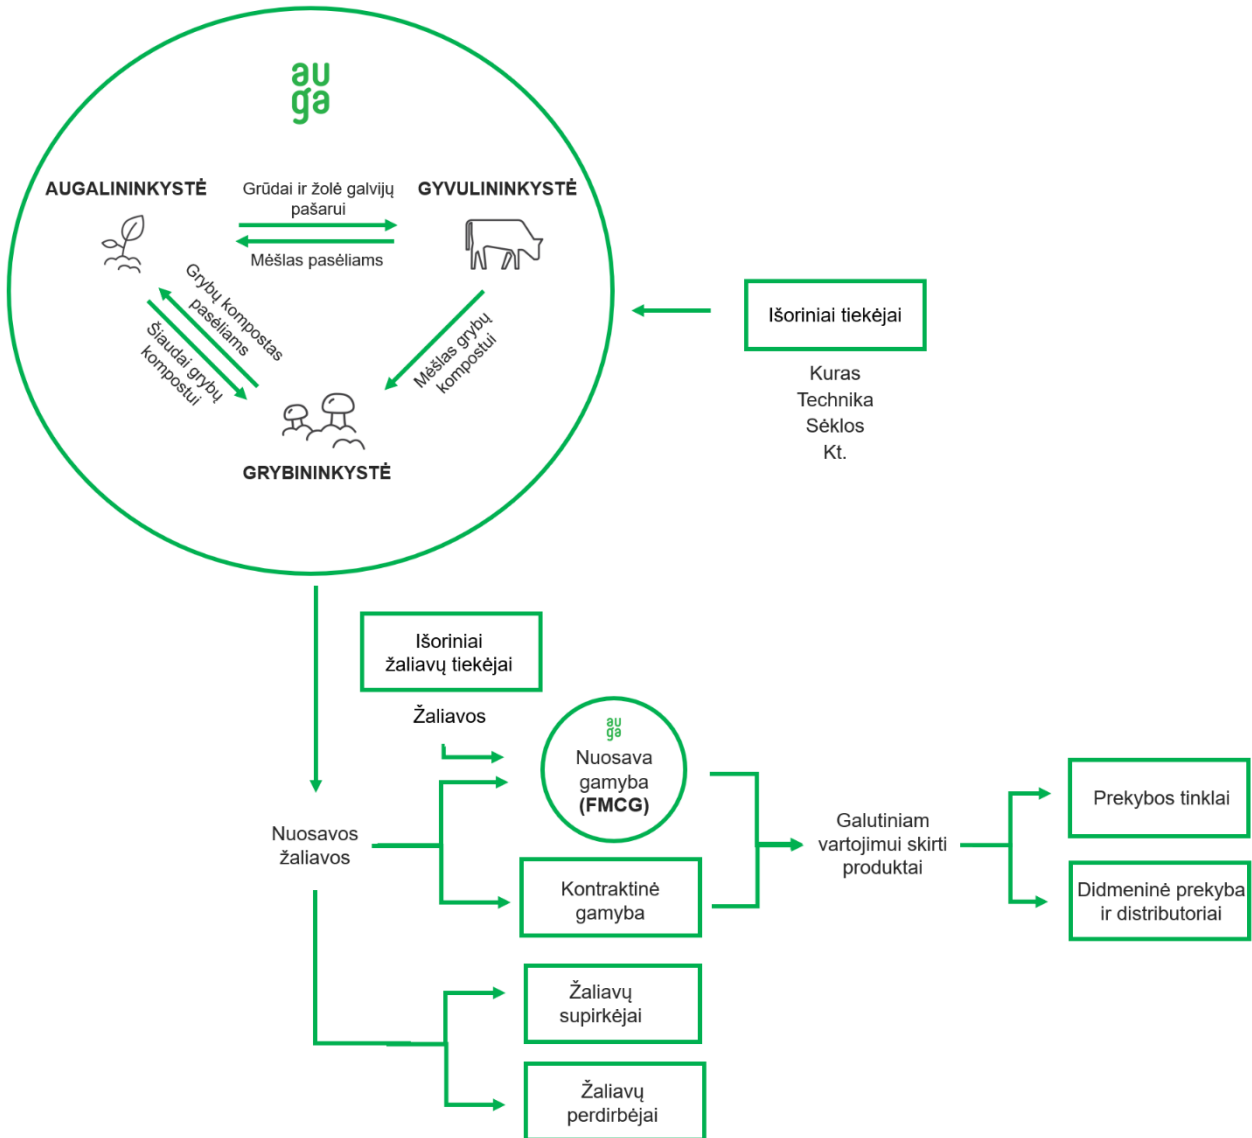 au
ga
AUGALININKYSTĖ
Grūdai ir žolė galvijų
pašarui
GYVULININKYSTĖ
Mėšlas pasėliams
Grybų kompostas
pasėliams
Šiaudai grybų
kompostui
Mėšlas grybų
kompostui
GRYBININKYSTĖ
Išoriniai tiekėjai
Kuras
Technika
Sėklos
Kt.
Išoriniai
žaliavų tiekėjai
Žaliavos
au
ga
Nuosava
gamyba
(FMCG)
Nuosavos
žaliavos
Kontraktinė
gamyba
Galutiniam
vartojimui skirti
produktai
Prekybos tinklai
Didmeninė prekyba
ir distributoriai
Žaliavų
supirkėjai
Žaliavų
perdirbėjai